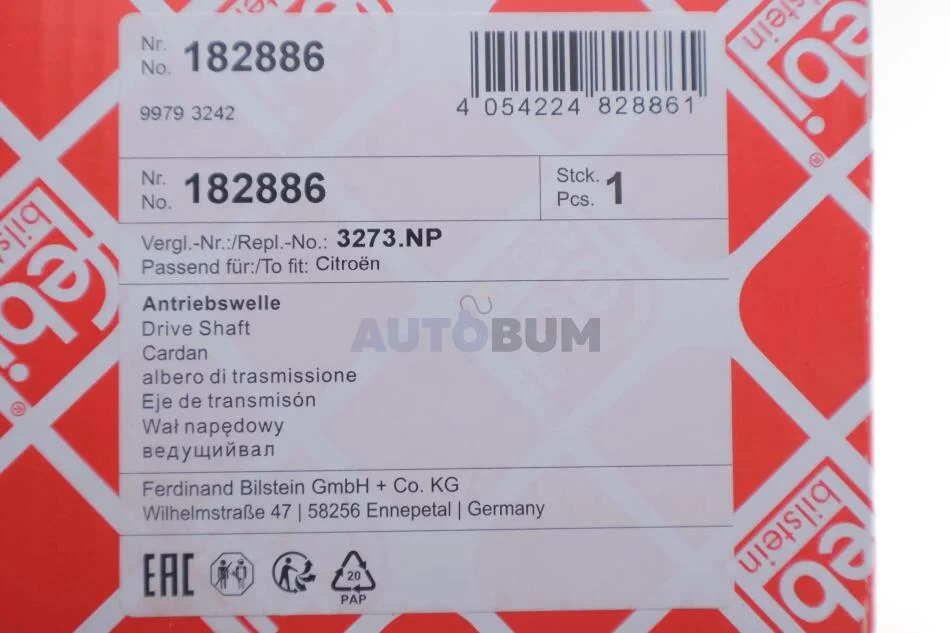 Nr.
No. 182886
4 054224 828861
9979 3242
Nr.
No. 182886
Stck.
Pcs. 1
Vergl.-Nr.:/Repl.-No.: 3273.NP
Passend für:/To fit: Citroën
Antriebswelle
Drive Shaft
Cardan
albero di trasmissione
Eje de transmisón
Wał napędowy
ведущийвал
AUTOBUM
Ferdinand Bilstein GmbH + Co. KG
Wilhelmstraße 47 | 58256 Ennepetal | Germany
EAC
20
PAP
febi
bilstein
febi
bilstein
febi
bilstein